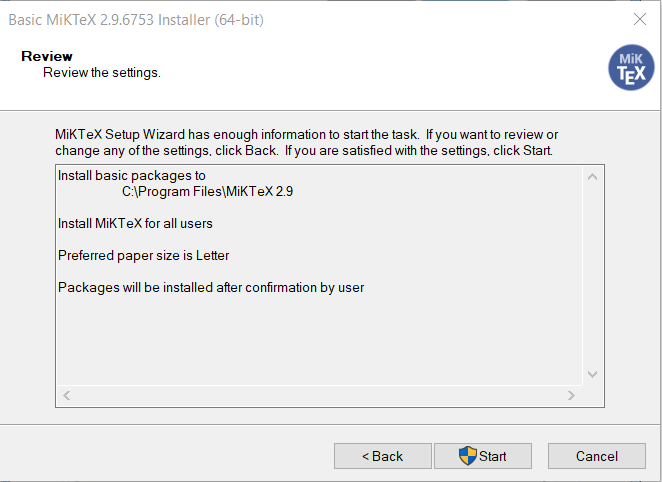 Basic MiKTeX 2.9.6753 Installer (64-bit)
Review
Review the settings.
MiK
TEX
MiKTeX Setup Wizard has enough information to start the task.  If you want to review or
change any of the settings, click Back.  If you are satisfied with the settings, click Start.
Install basic packages to
C:\Program Files\MiKTeX 2.9
Install MiKTeX for all users
Preferred paper size is Letter
Packages will be installed after confirmation by user
< Back
Start
Cancel